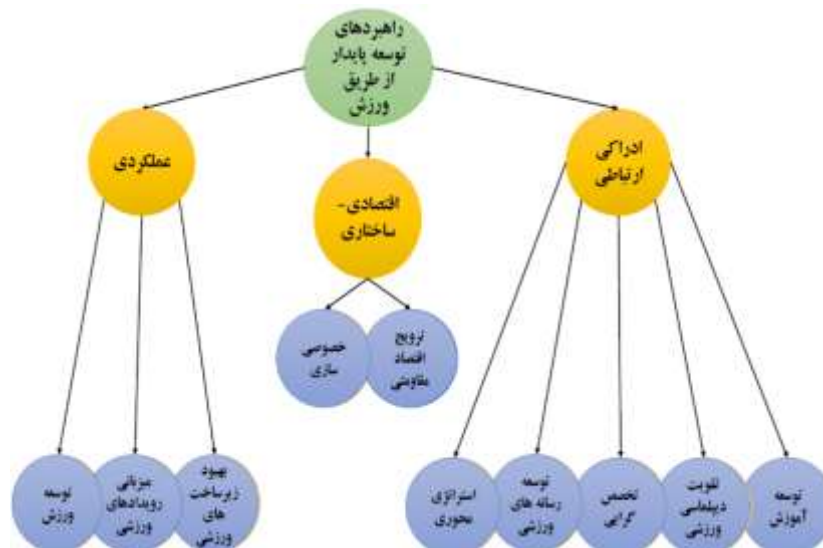 راهبردهای
توسعه پایدار
از طریق
ورزش
ادراکی
ارتباطی
اقتصادی-
ساختاری
عملکردی
ترویج
اقتصاد
مقاومتی
خصوصی
سازی
توسعه
آموزش
تقویت
دیپلماسی
ورزشی
تخصص
گرایی
توسعه
رسانه های
ورزشی
استراتژی
محوری
بهبود
زیرساخت
های
ورزشی
میزبانی
رویدادهای
ورزشی
توسعه
ورزش